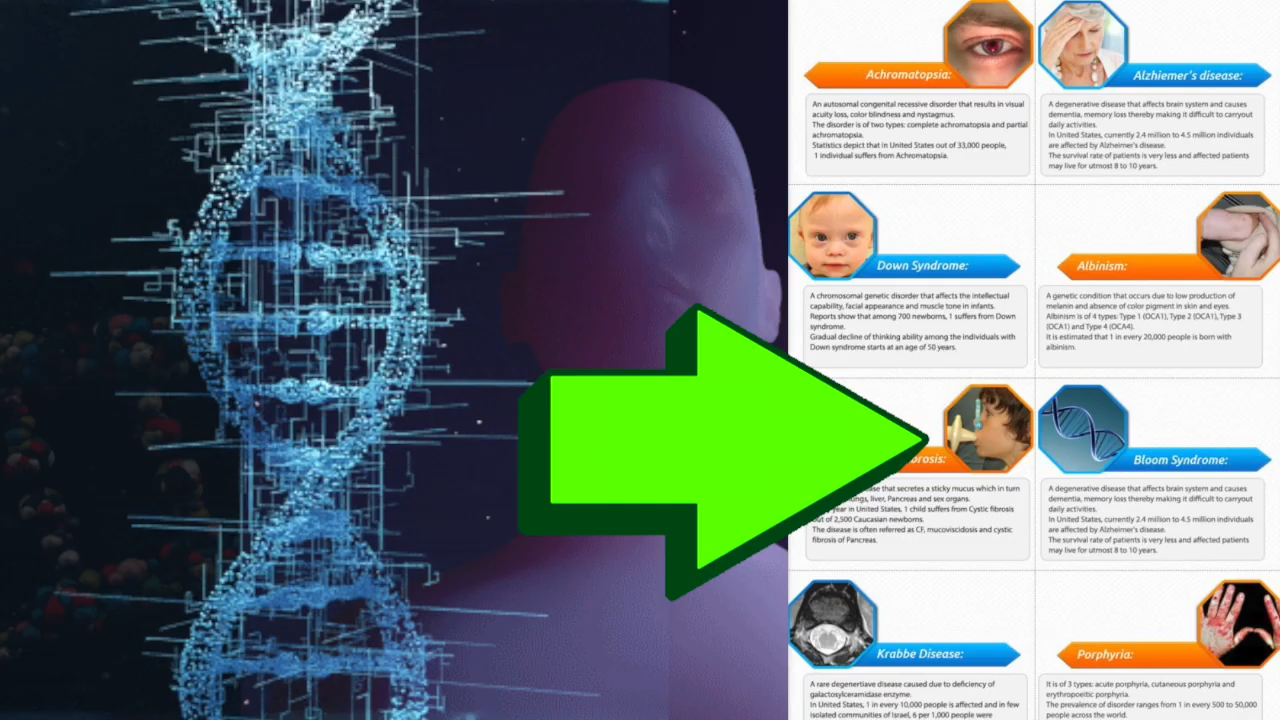 Achromatopsia:
An autosomal congenital recessive disorder that results in visual
acuity loss, color blindness and nystagmus.
The disorder is of two types: complete achromatopsia and partial
achromatopsia.
Statistics depict that in United States out of 33,000 people,
1 individual suffers from Achromatopsia.
Alzhiemer's disease:
A degenerative disease that affects brain system and causes
dementia, memory loss thereby making it difficult to carryout
daily activities.
In United States, currently 2.4 million to 4.5 million individuals
are affected by Alzheimer's disease.
The survival rate of patients is very less and affected patients
may live for utmost 8 to 10 years.
Down Syndrome:
A chromosomal genetic disorder that affects the intellectual
capability, facial appearance and muscle tone in infants.
Reports show that among 700 newborns, 1 suffers from Down
syndrome.
Gradual decline of thinking ability among the individuals with
Down syndrome starts at an age of 50 years.
Albinism:
A genetic condition that occurs due to low production of
melanin and absence of color pigment in skin and eyes.
Albinism is of 4 types: Type 1 (OCA1), Type 2 (OCA1), Type 3
(OCA1) and Type 4 (OCA4).
It is estimated that 1 in every 20,000 people is born with
albinism.
brosis:
that secretes a sticky mucus which in turn
liver, Pancreas and sex organs.
year in United States, 1 child suffers from Cystic fibrosis
out of 2,500 Caucasian newborns.
The disease is often referred as CF, mucoviscidosis and cystic
fibrosis of Pancreas.
Bloom Syndrome:
A degenerative disease that affects brain system and causes
dementia, memory loss thereby making it difficult to carryout
daily activities.
In United States, currently 2.4 million to 4.5 million individuals
are affected by Alzheimer's disease.
The survival rate of patients is very less and affected patients
may live for utmost 8 to 10 years.
Krabbe Disease:
A rare degenertiave disease caused due to deficiency of
galactosylceramidase enzyme.
In United States, 1 in every 10,000 people is affected and in few
isolated communities of Israel, 6 per 1,000 people were
Porphyria:
It is of 3 types: acute porphyria, cutaneous porphyria and
erythropoeitic porphyria.
The prevalence of disorder ranges from 1 in every 500 to 50,000
people across the world.